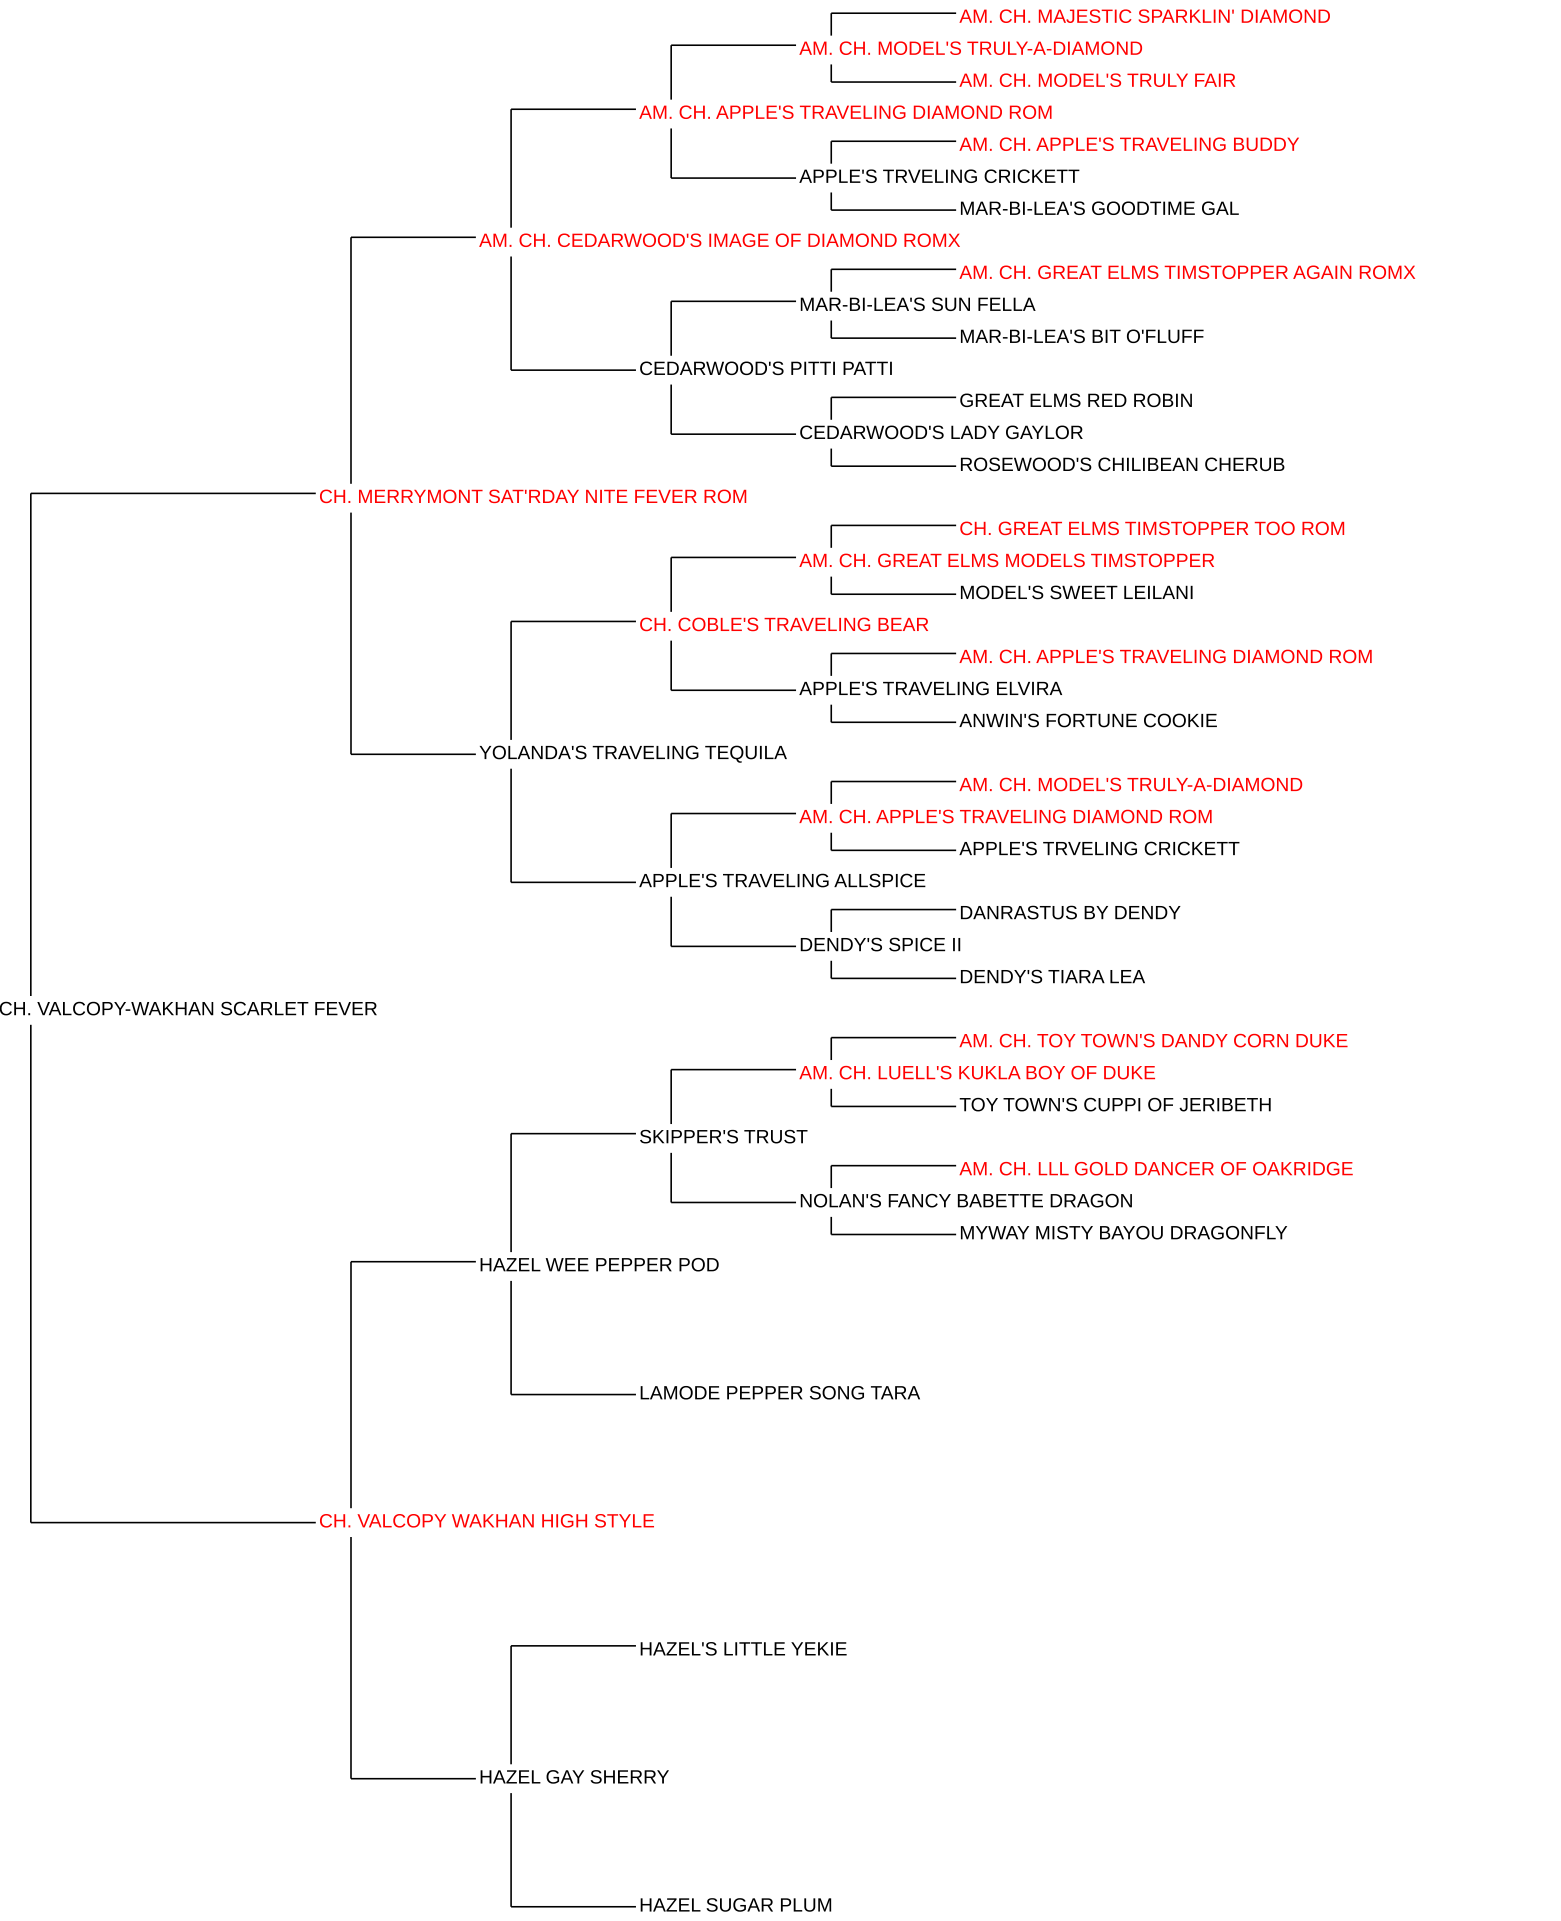 AM. CH. MAJESTIC SPARKLIN' DIAMOND
AM. CH. MODEL'S TRULY-A-DIAMOND
AM. CH. MODEL'S TRULY FAIR
AM. CH. APPLE'S TRAVELING DIAMOND ROM
AM. CH. APPLE'S TRAVELING BUDDY
APPLE'S TRVELING CRICKETT
MAR-BI-LEA'S GOODTIME GAL
AM. CH. CEDARWOOD'S IMAGE OF DIAMOND ROMX
AM. CH. GREAT ELMS TIMSTOPPER AGAIN ROMX
MAR-BI-LEA'S SUN FELLA
MAR-BI-LEA'S BIT O'FLUFF
CEDARWOOD'S PITTI PATTI
GREAT ELMS RED ROBIN
CEDARWOOD'S LADY GAYLOR
ROSEWOOD'S CHILIBEAN CHERUB
CH. MERRYMONT SAT'RDAY NITE FEVER ROM
CH. GREAT ELMS TIMSTOPPER TOO ROM
AM. CH. GREAT ELMS MODELS TIMSTOPPER
MODEL'S SWEET LEILANI
CH. COBLE'S TRAVELING BEAR
AM. CH. APPLE'S TRAVELING DIAMOND ROM
APPLE'S TRAVELING ELVIRA
ANWIN'S FORTUNE COOKIE
YOLANDA'S TRAVELING TEQUILA
AM. CH. MODEL'S TRULY-A-DIAMOND
AM. CH. APPLE'S TRAVELING DIAMOND ROM
APPLE'S TRVELING CRICKETT
APPLE'S TRAVELING ALLSPICE
DANRASTUS BY DENDY
DENDY'S SPICE II
DENDY'S TIARA LEA
CH. VALCOPY-WAKHAN SCARLET FEVER
AM. CH. TOY TOWN'S DANDY CORN DUKE
AM. CH. LUELL'S KUKLA BOY OF DUKE
TOY TOWN'S CUPPI OF JERIBETH
SKIPPER'S TRUST
AM. CH. LLL GOLD DANCER OF OAKRIDGE
NOLAN'S FANCY BABETTE DRAGON
MYWAY MISTY BAYOU DRAGONFLY
HAZEL WEE PEPPER POD
LAMODE PEPPER SONG TARA
CH. VALCOPY WAKHAN HIGH STYLE
HAZEL'S LITTLE YEKIE
HAZEL GAY SHERRY
HAZEL SUGAR PLUM